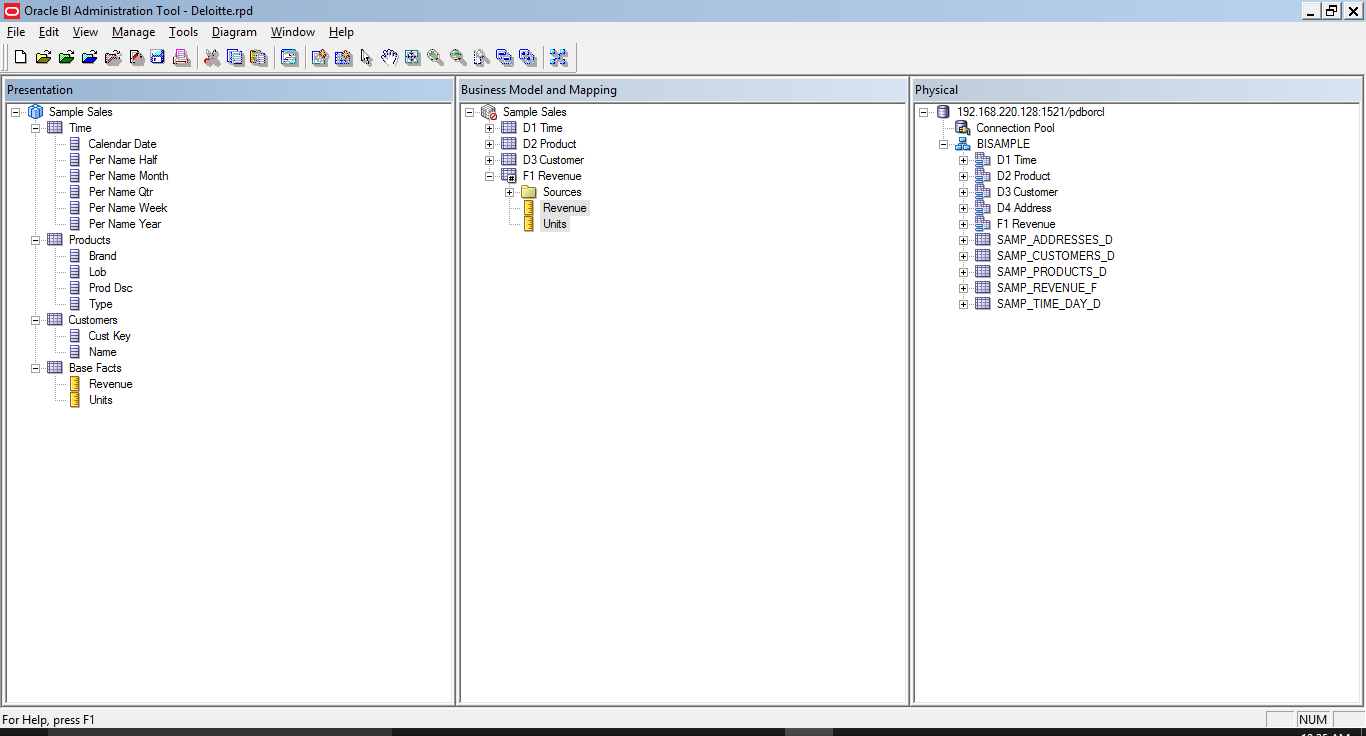 Oracle BI Administration Tool - Deloitte.rpd
File Edit View Manage Tools Diagram Window Help
Presentation
Sample Sales
Time
Calendar Date
Per Name Half
Per Name Month
Per Name Qtr
Per Name Week
Per Name Year
Products
Brand
Lob
Prod Dsc
Type
Customers
Cust Key
Name
Base Facts
Revenue
Units
Business Model and Mapping
Sample Sales
D1 Time
D2 Product
D3 Customer
F1 Revenue
Sources
Revenue
Units
Physical
192.168.220.128:1521/pdborcl
Connection Pool
BISAMPLE
D1 Time
D2 Product
D3 Customer
D4 Address
F1 Revenue
SAMP_ADDRESSES_D
SAMP_CUSTOMERS_D
SAMP_PRODUCTS_D
SAMP_REVENUE_F
SAMP_TIME_DAY_D
For Help, press F1
NUM